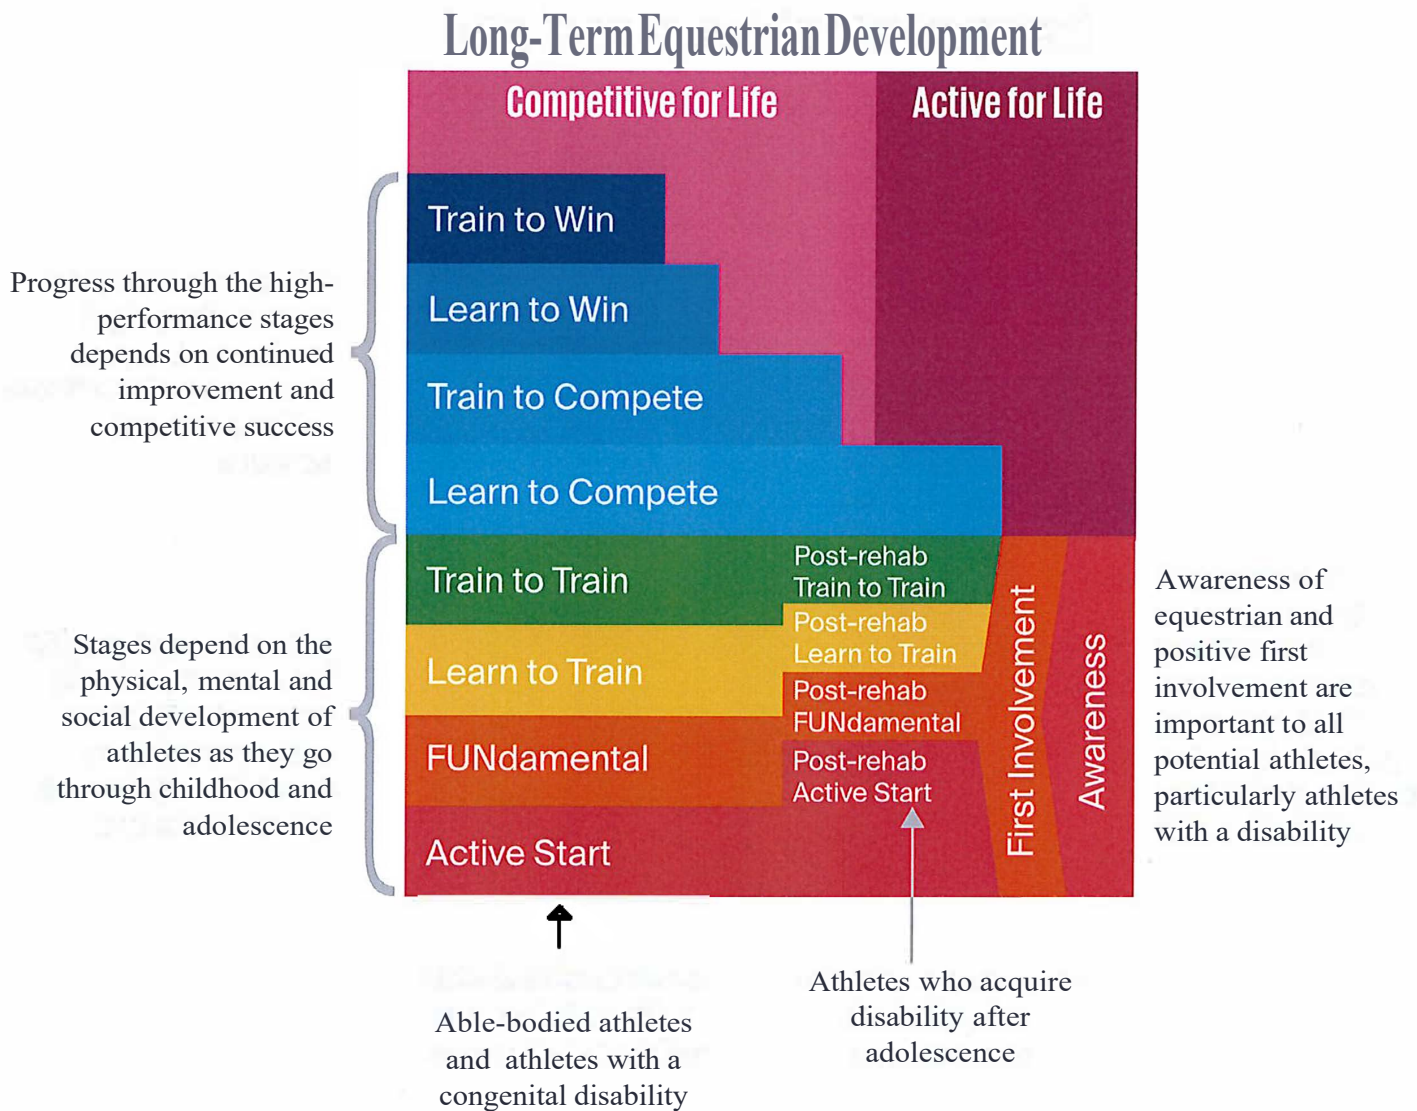 Long-Term Equestrian Development
Competitive for Life
Active for Life
Train to Win
Learn to Win
Train to Compete
Learn to Compete
Train to Train
Learn to Train
FUNdamental
Active Start
Post-rehab
Train to Train
Post-rehab
Learn to Train
Post-rehab
FUNdamental
Post-rehab
Active Start
First Involvement
Awareness
Progress through the high-
performance stages
depends on continued
improvement and
competitive success
Stages depend on the
physical, mental and
social development of
athletes as they go
through childhood and
adolescence
Awareness of
equestrian and
positive first
involvement are
important to all
potential athletes,
particularly athletes
with a disability
Able-bodied athletes
and athletes with a
congenital disability
Athletes who acquire
disability after
adolescence